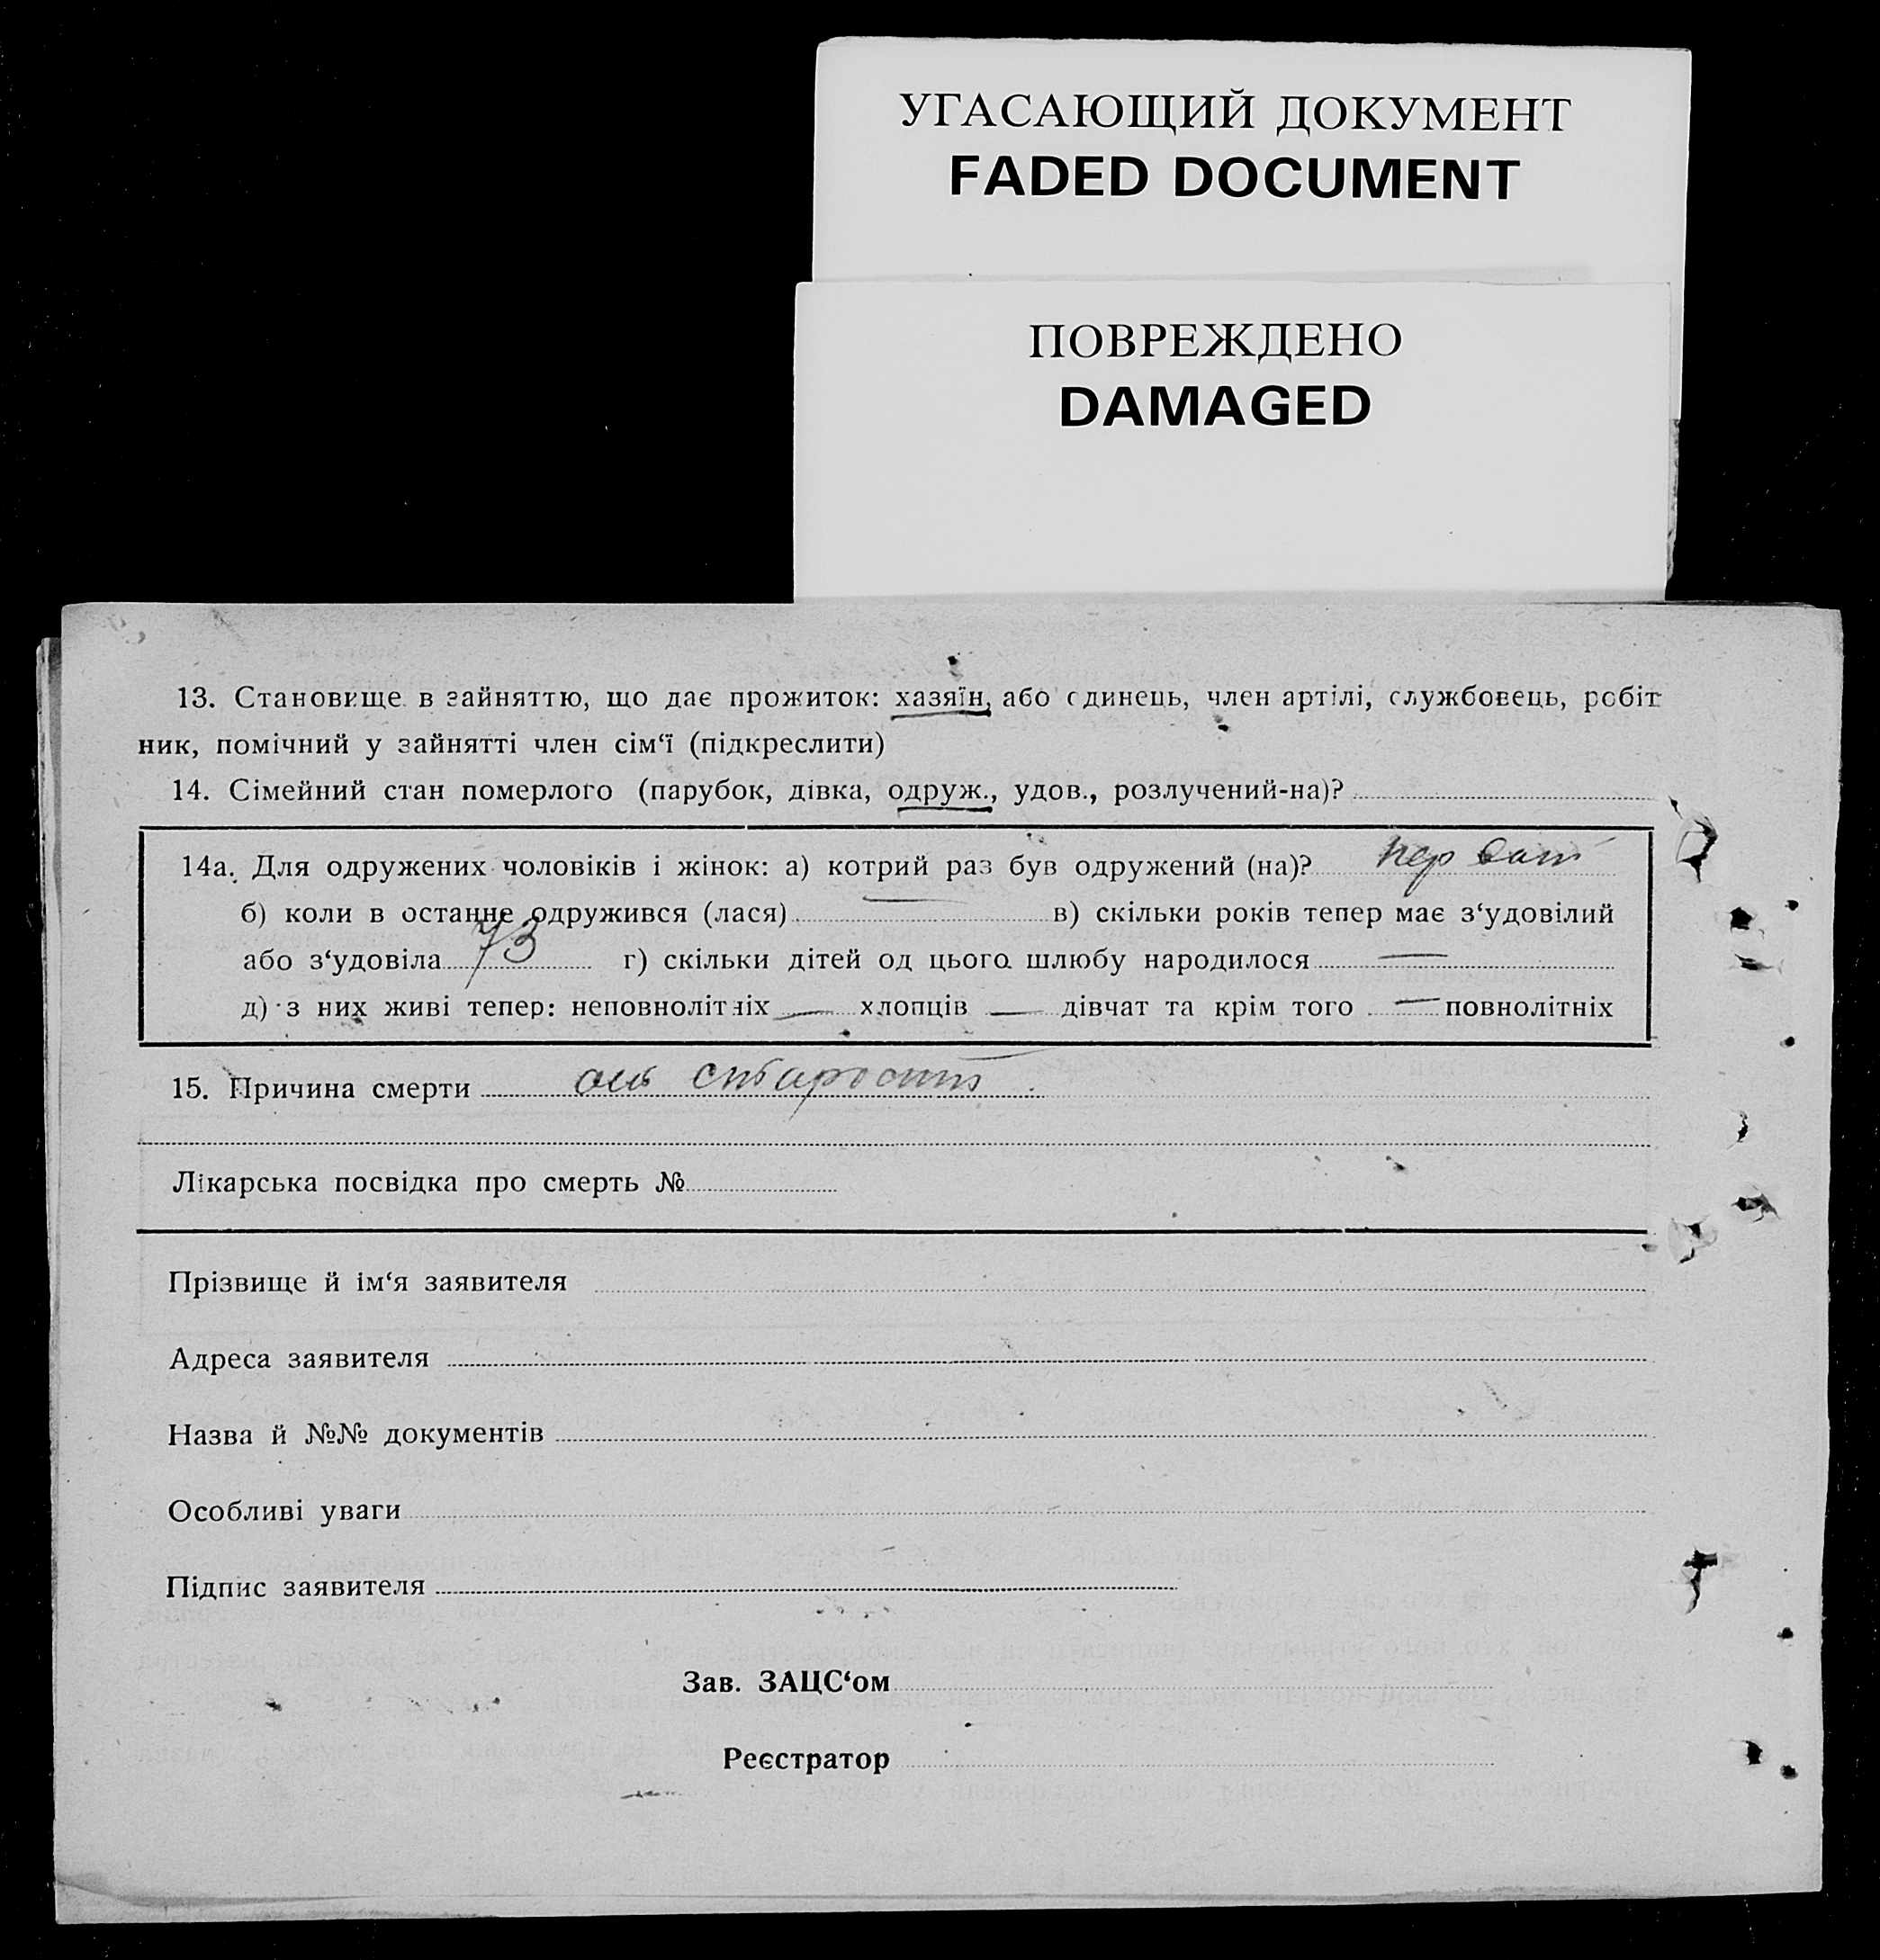 УГАСАЮЩИЙ ДОКУМЕНТ
FADED DOCUMENT
ПОВРЕЖДЕНО
DAMAGED
13. Становище в зайняттю, що дає прожиток: хазяїн, або єдинець, член артілі, службовець, робіт
ник, помічний у зайнятті член сім‘ї (підкреслити)
14. Сімейний стан померлого (парубок, дівка, одруж., удов., розлучений-на)?
14а. Для одружених чоловіків і жінок: а) котрий раз був одружений (на)?
б) коли в останнє одружився (лася) — в) скільки років тепер має з‘удовілий
або з‘удовіла 73 г) скільки дітей од цього шлюбу народилося —
д) з них живі тепер: неповнолітніх — хлопців — дівчат та крім того — повнолітніх
15. Причина смерти
Лікарська посвідка про смерть №
Прізвище й ім‘я заявителя
Адреса заявителя
Назва й №№ документів
Особливі уваги
Підпис заявителя
Зав. ЗАЦС‘ом
Реєстратор